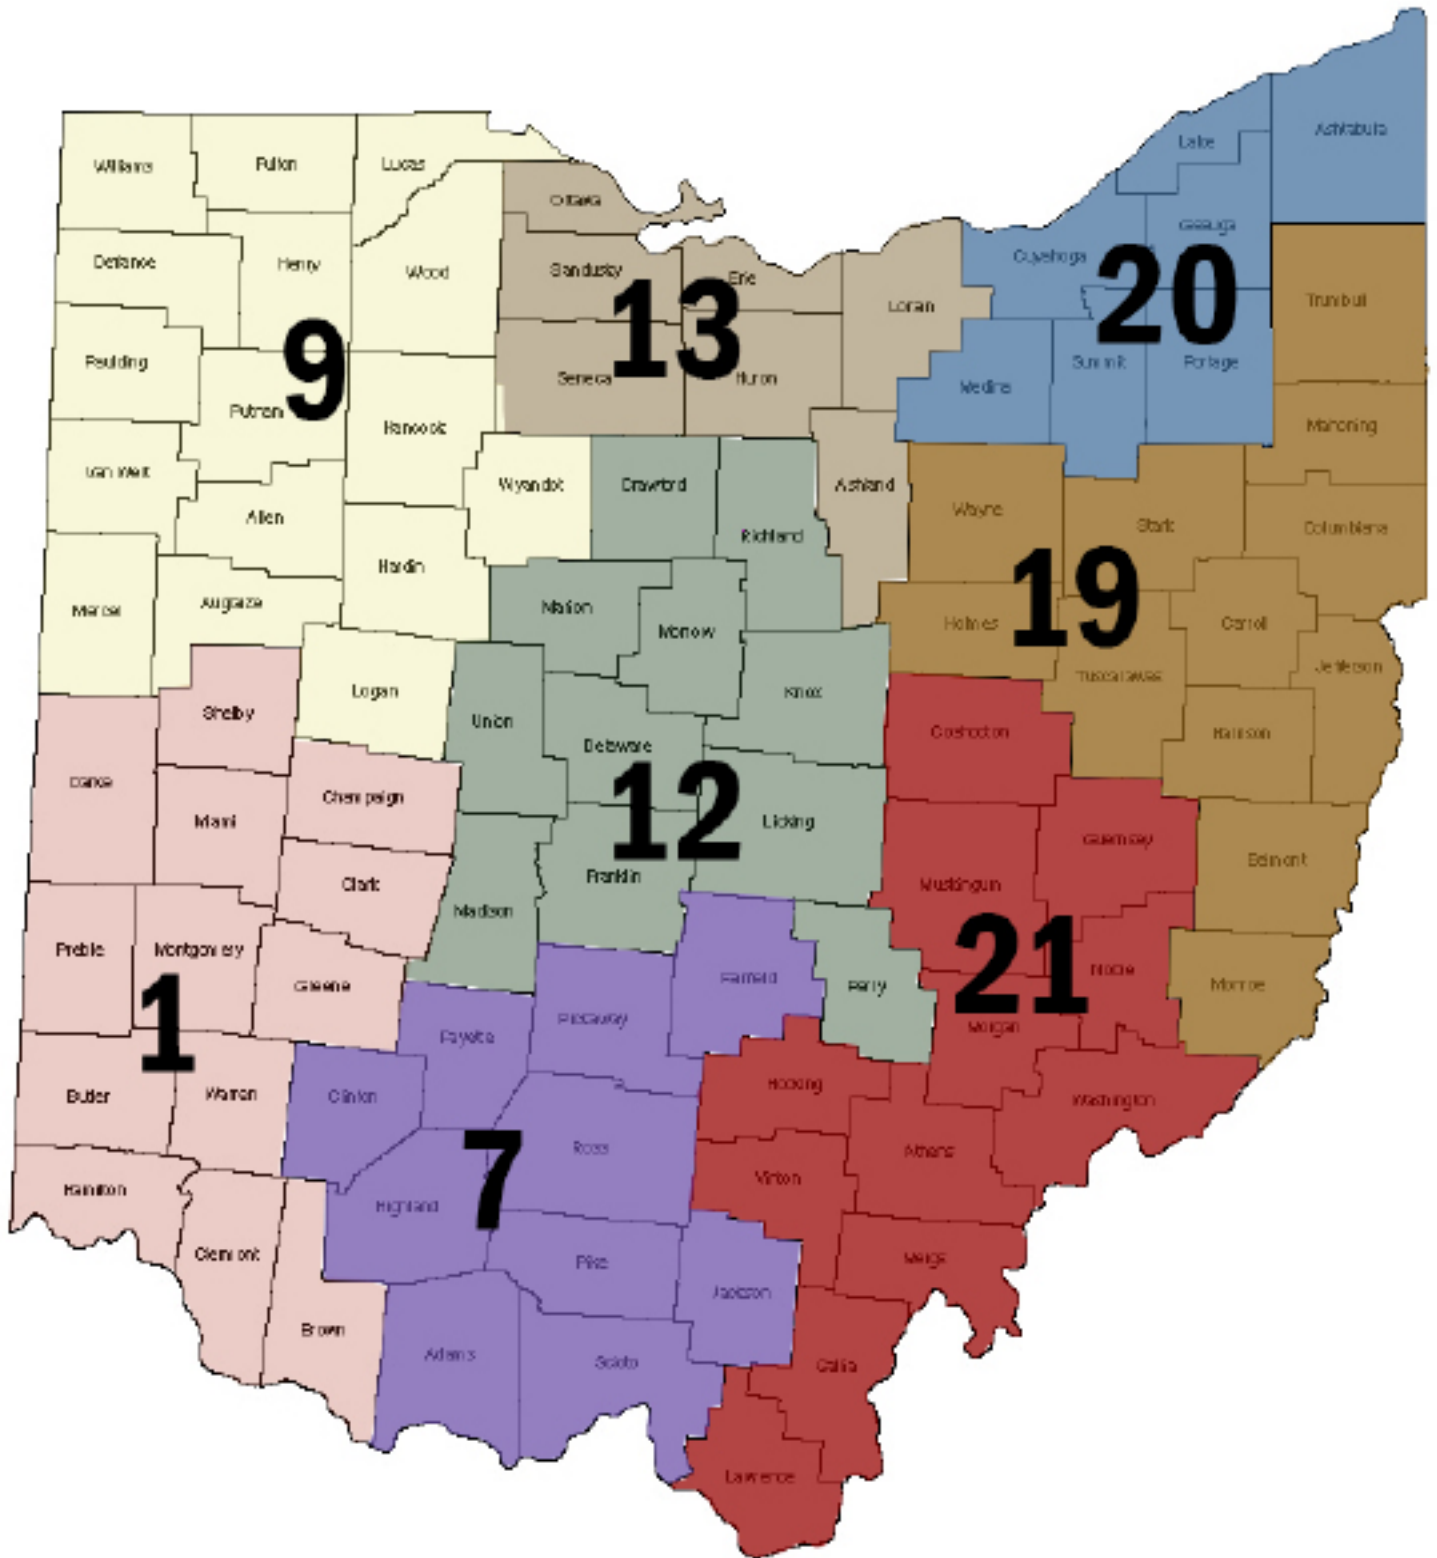 Ashtabula
Lake
Williams
Fulton
Lucas
Ottawa
Geauga
Cuyahoga
20
Defiance
Henry
Wood
Sandusky
Erie
13
Lorain
Trumbull
Paulding
9
Seneca
Huron
Medina
Summit
Portage
Putnam
Hancock
Mahoning
Van Wert
Wyandot
Crawford
Ashland
Allen
Richland
Wayne
Stark
Columbiana
Hardin
19
Mercer
Auglaize
Marion
Morrow
Holmes
Carroll
Jefferson
Tuscarawas
Logan
Knox
Shelby
Union
Coshocton
Harrison
Delaware
12
Darke
Champaign
Miami
Licking
Guernsey
Belmont
Clark
Franklin
Muskingum
Madison
21
Preble
Montgomery
Greene
Fairfield
Perry
Noble
Monroe
1
Fayette
Pickaway
Morgan
Butler
Warren
Clinton
Hocking
Washington
7
Ross
Athens
Hamilton
Highland
Vinton
Clermont
Pike
Meigs
Jackson
Brown
Adams
Scioto
Gallia
Lawrence